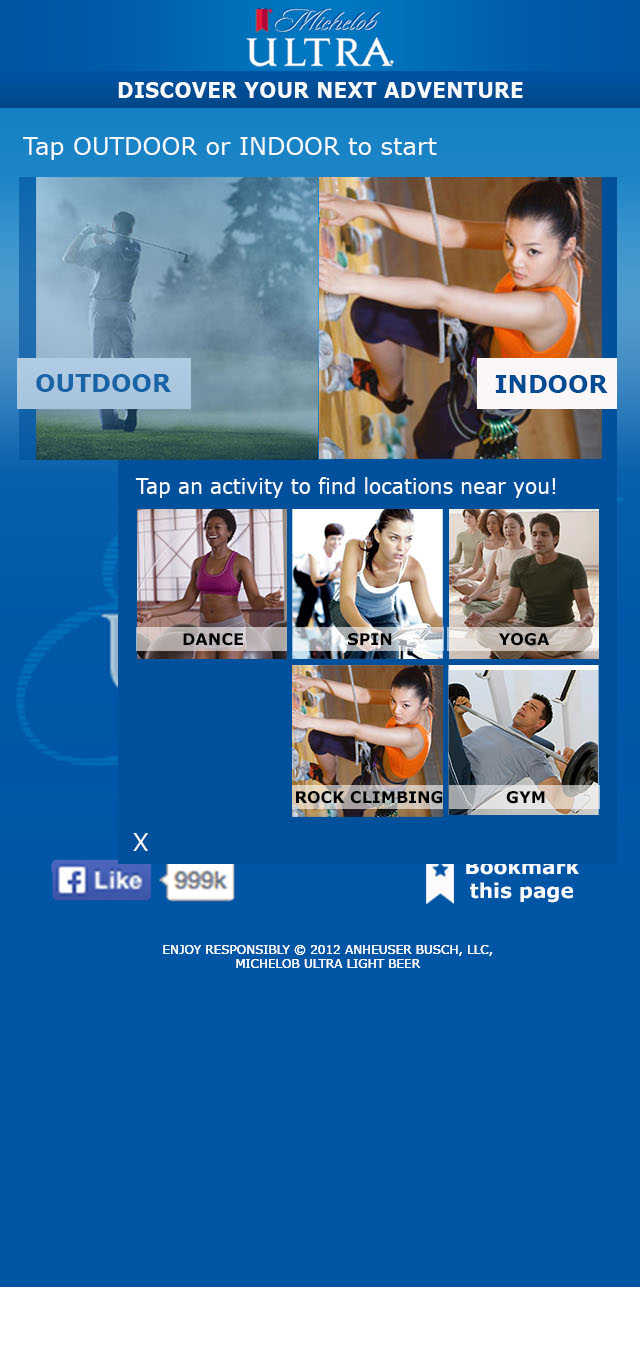 Michelob
ULTRA
DISCOVER YOUR NEXT ADVENTURE
Tap OUTDOOR or INDOOR to start
OUTDOOR
INDOOR
Tap an activity to find locations near you!
DANCE
SPIN
YOGA
ROCK CLIMBING
GYM
X
Like
999k
Bookmark
this page
ENJOY RESPONSIBLY © 2012 ANHEUSER BUSCH, LLC,
MICHELOB ULTRA LIGHT BEER